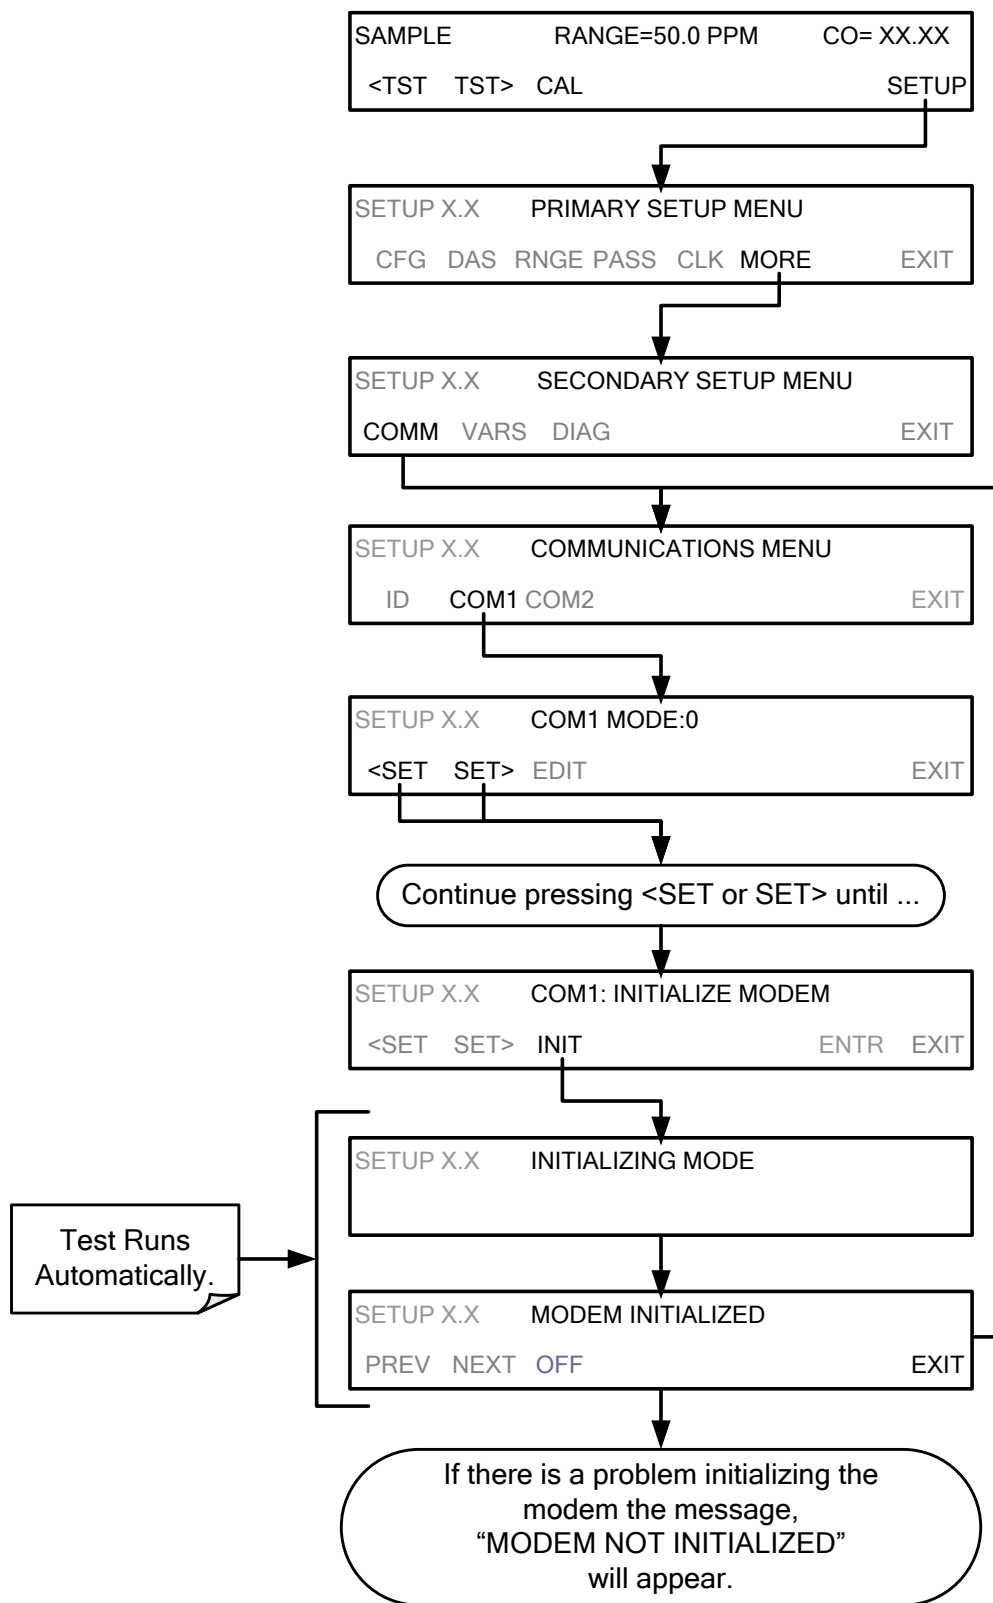 SAMPLE RANGE=50.0 PPM CO= XX.XX
<TST TST> CAL SETUP
SETUP X.X PRIMARY SETUP MENU
CFG DAS RNGE PASS CLK MORE EXIT
SETUP X.X SECONDARY SETUP MENU
COMM VARS DIAG EXIT
SETUP X.X COMMUNICATIONS MENU
ID COM1 COM2 EXIT
SETUP X.X COM1 MODE:0
<SET SET> EDIT EXIT
Continue pressing <SET or SET> until ...
SETUP X.X COM1: INITIALIZE MODEM
<SET SET> INIT ENTR EXIT
SETUP X.X INITIALIZING MODE
Test Runs
Automatically.
SETUP X.X MODEM INITIALIZED
PREV NEXT OFF EXIT
If there is a problem initializing the
modem the message,
“MODEM NOT INITIALIZED”
will appear.